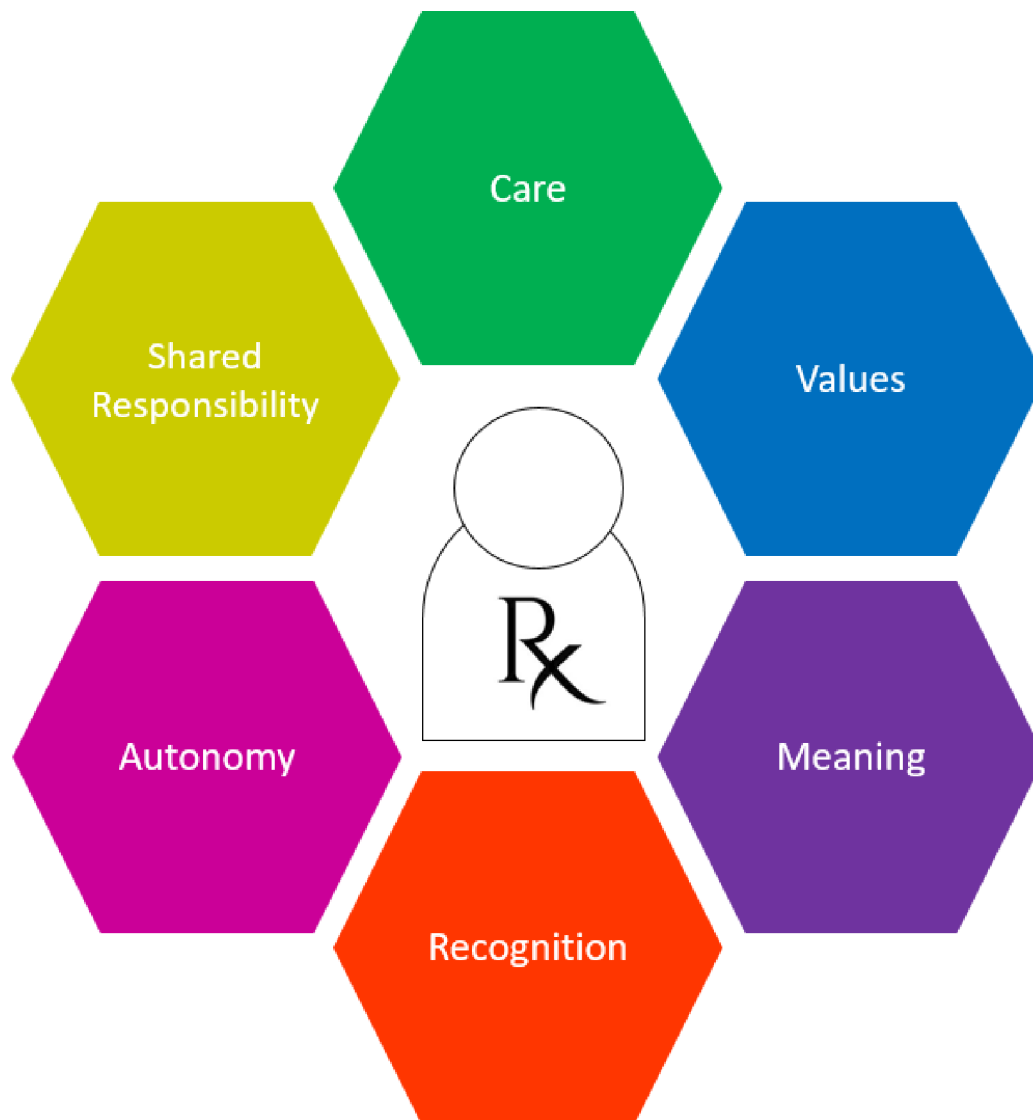 Care
Shared
Responsibility
Values
Rx
Autonomy
Meaning
Recognition